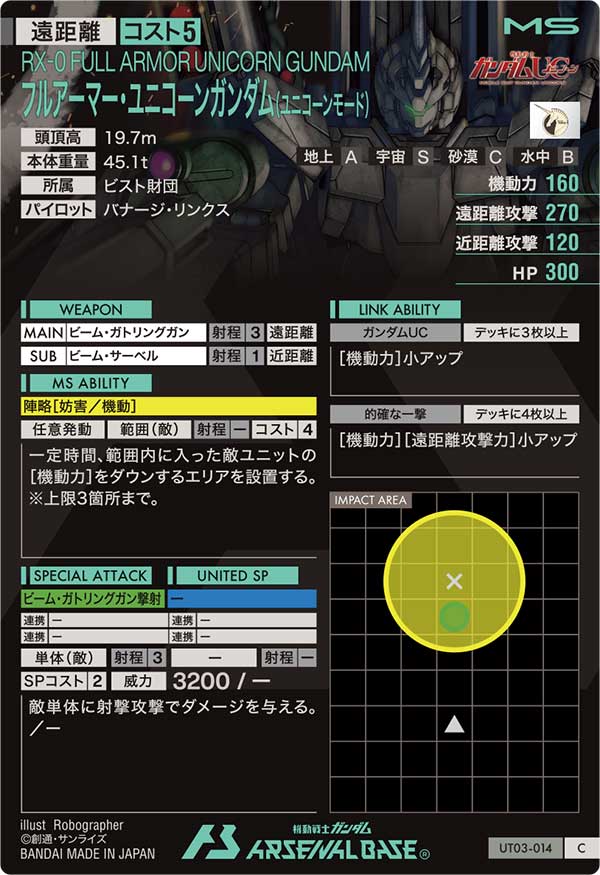 遠距離 コスト5
MS
RX-0 FULL ARMOR UNICORN GUNDAM
フルアーマー・ユニコーンガンダム(ユニコーンモード)
機動戦士
ガンダムUC
ユニコーン
頭頂高 19.7m
本体重量 45.1t
所属 ビスト財団
パイロット バナージ・リンクス
地上 A 宇宙 S 砂漠 C 水中 B
機動力 160
遠距離攻撃 270
近距離攻撃 120
HP 300
WEAPON
MAIN ビーム・ガトリングガン 射程 3 遠距離
SUB ビーム・サーベル 射程 1 近距離
MS ABILITY
陣略[妨害/機動]
任意発動 範囲(敵) 射程 ー コスト 4
一定時間、範囲内に入った敵ユニットの
[機動力]をダウンするエリアを設置する。
※上限3箇所まで。
SPECIAL ATTACK
UNITED SP
ビーム・ガトリングガン撃射 ー
連携 ー 連携 ー
連携 ー 連携 ー
単体(敵) 射程 3 ー 射程 ー
SPコスト 2 威力 3200 / ー
敵単体に射撃攻撃でダメージを与える。
/ー
LINK ABILITY
ガンダムUC デッキに3枚以上
[機動力]小アップ
的確な一撃 デッキに4枚以上
[機動力][遠距離攻撃力]小アップ
IMPACT AREA
illust Robographer
©創通・サンライズ
BANDAI MADE IN JAPAN
機動戦士ガンダム
AB ARSENAL BASE®
UT03-014 C